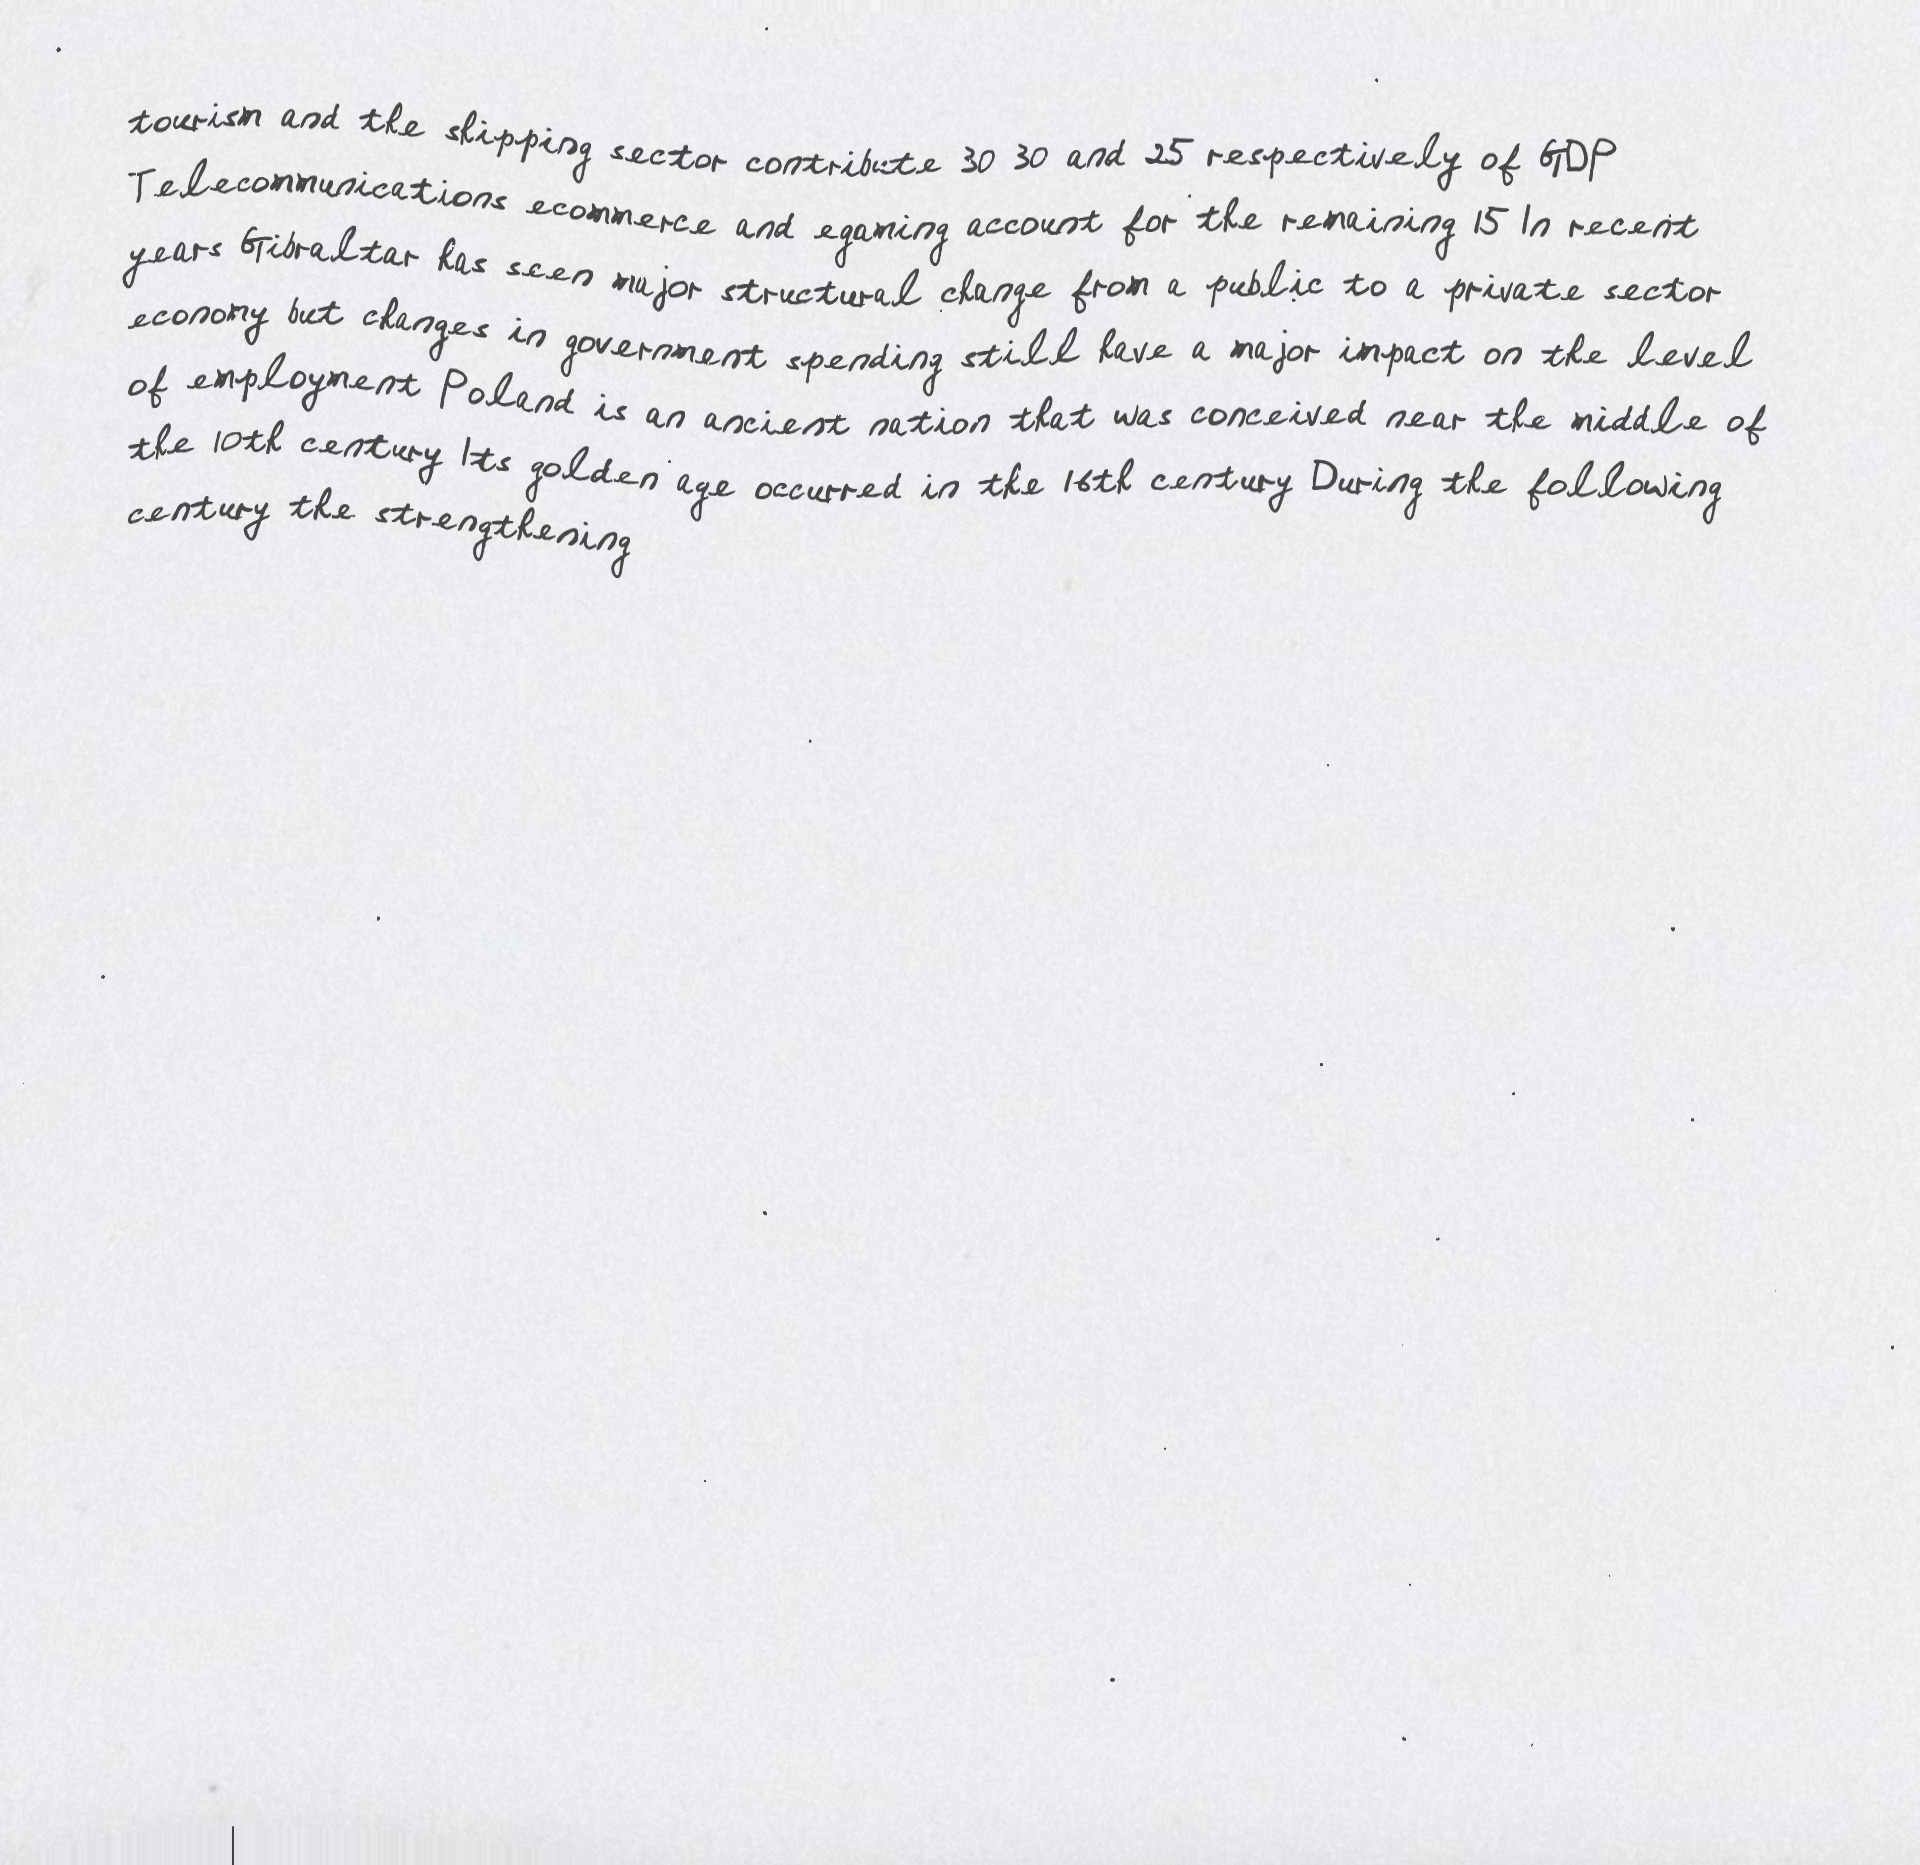 tourism and the shipping sector contribute 30 30 and 25 respectively of GDP
Telecommunications ecommerce and egaming account for the remaining 15 In recent
years Gibraltar has seen major structural change from a public to a private sector
economy but changes in government spending still have a major impact on the level
of employment Poland is an ancient nation that was conceived near the middle of
the 10th century Its golden age occurred in the 16th century During the following
century the strengthening